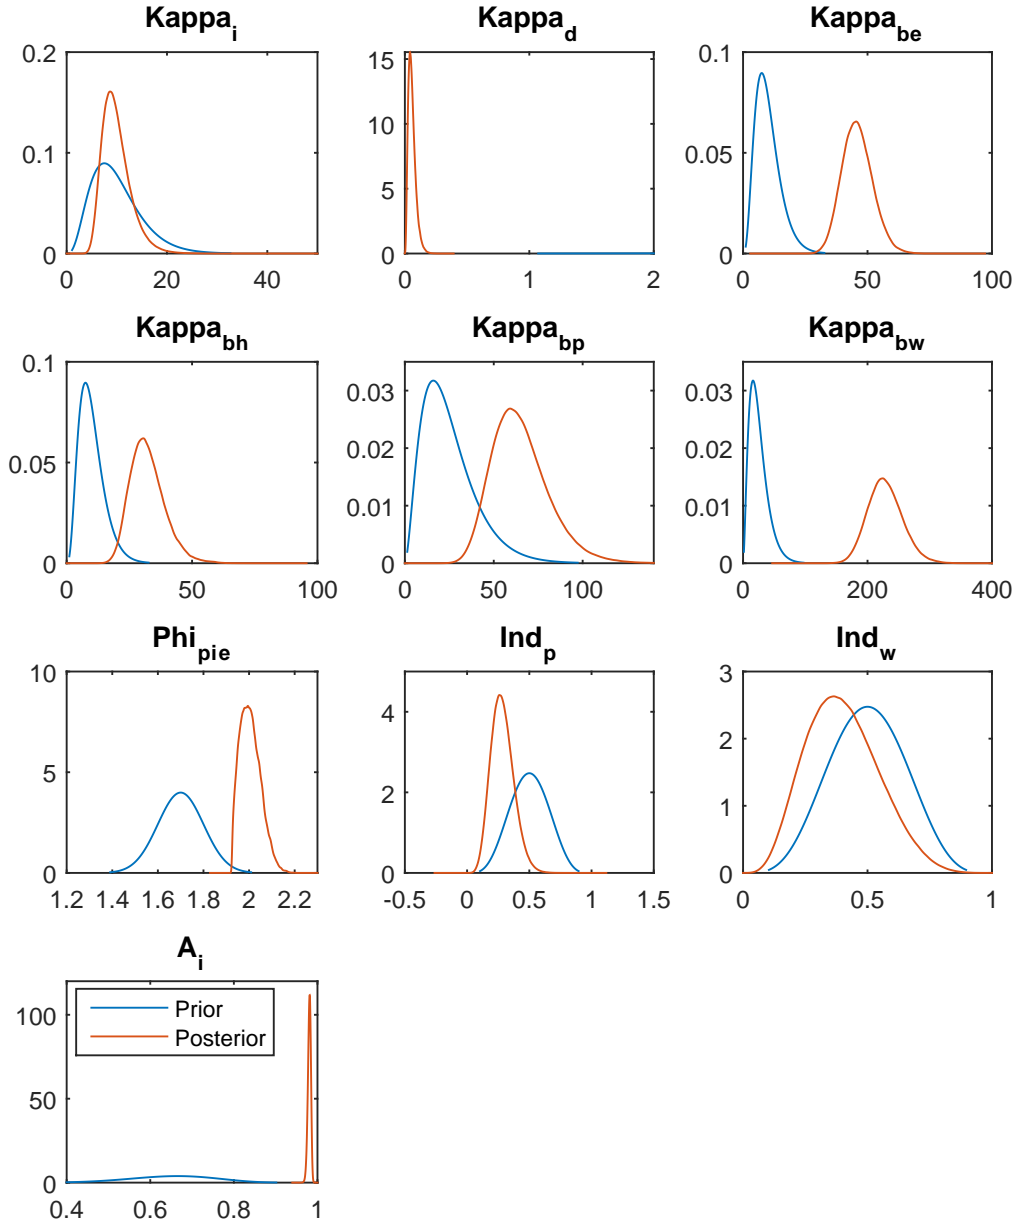 Kappa_i Kappa_d Kappa_be
0.2 15 0.1
0.1 10 0.05
0 5 0
0
0 20 40 0 1 2 0 50 100
Kappa_bh Kappa_bp Kappa_bw
0.1 0.03 0.03
0.05 0.02 0.02
0 0.01 0.01
0 0
0 50 100 0 50 100 0 200 400
Phi_pie Ind_p Ind_w
10 4 3
5 2 2
0 0 1
0
1.2 1.4 1.6 1.8 2 2.2 -0.5 0 0.5 1 1.5 0 0.5 1
A_i
100
50
0
Prior
Posterior
0.4 0.6 0.8 1